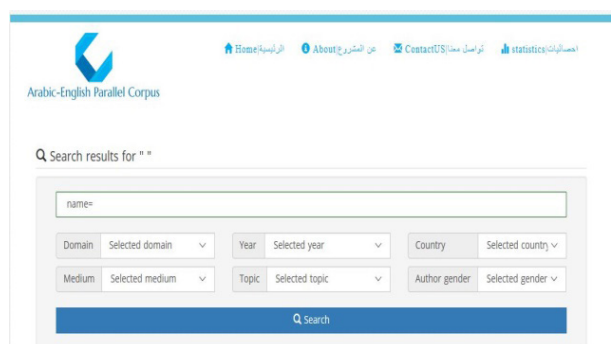 Home|الرئيسية About|عن المشروع ContactUS|تواصل معنا statistics|احصائيات
Arabic-English Parallel Corpus
Search results for " "
name=
Domain Selected domain Year Selected year Country Selected country
Medium Selected medium Topic Selected topic Author gender Selected gender
Search